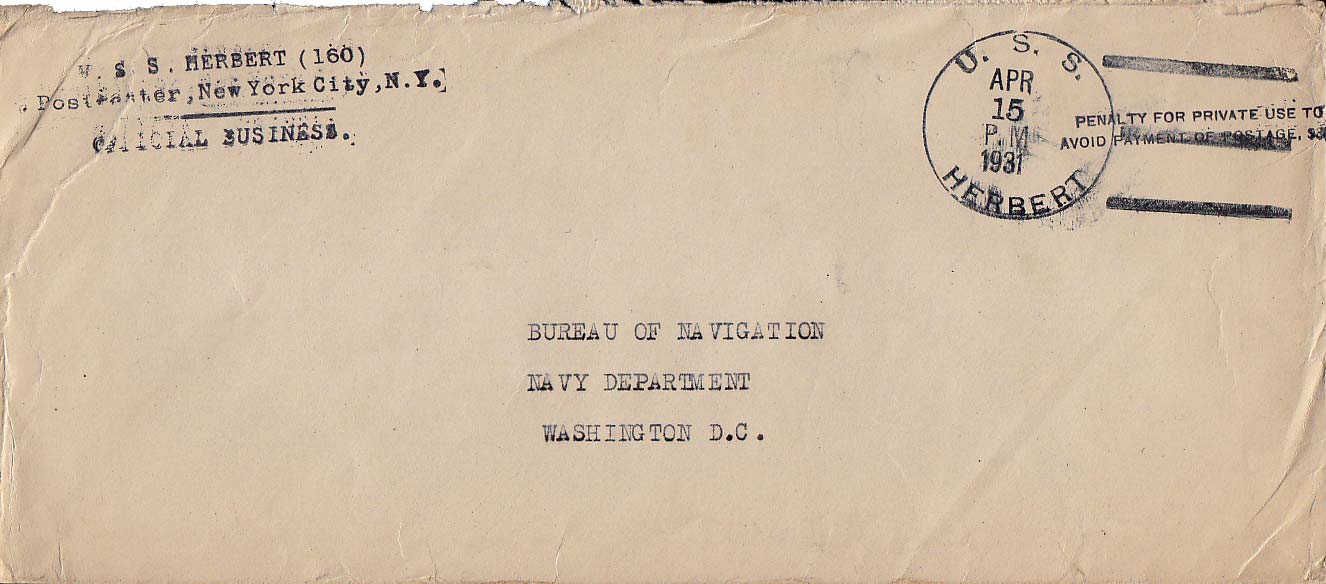 U. S. S. HERBERT (160)
Postmaster, New York City, N.Y.
OFFICIAL BUSINESS.
U. S. S.
APR
15
P.M
1931
HERBERT
PENALTY FOR PRIVATE USE TO
AVOID PAYMENT OF POSTAGE,
BUREAU OF NAVIGATION
NAVY DEPARTMENT
WASHINGTON D.C.